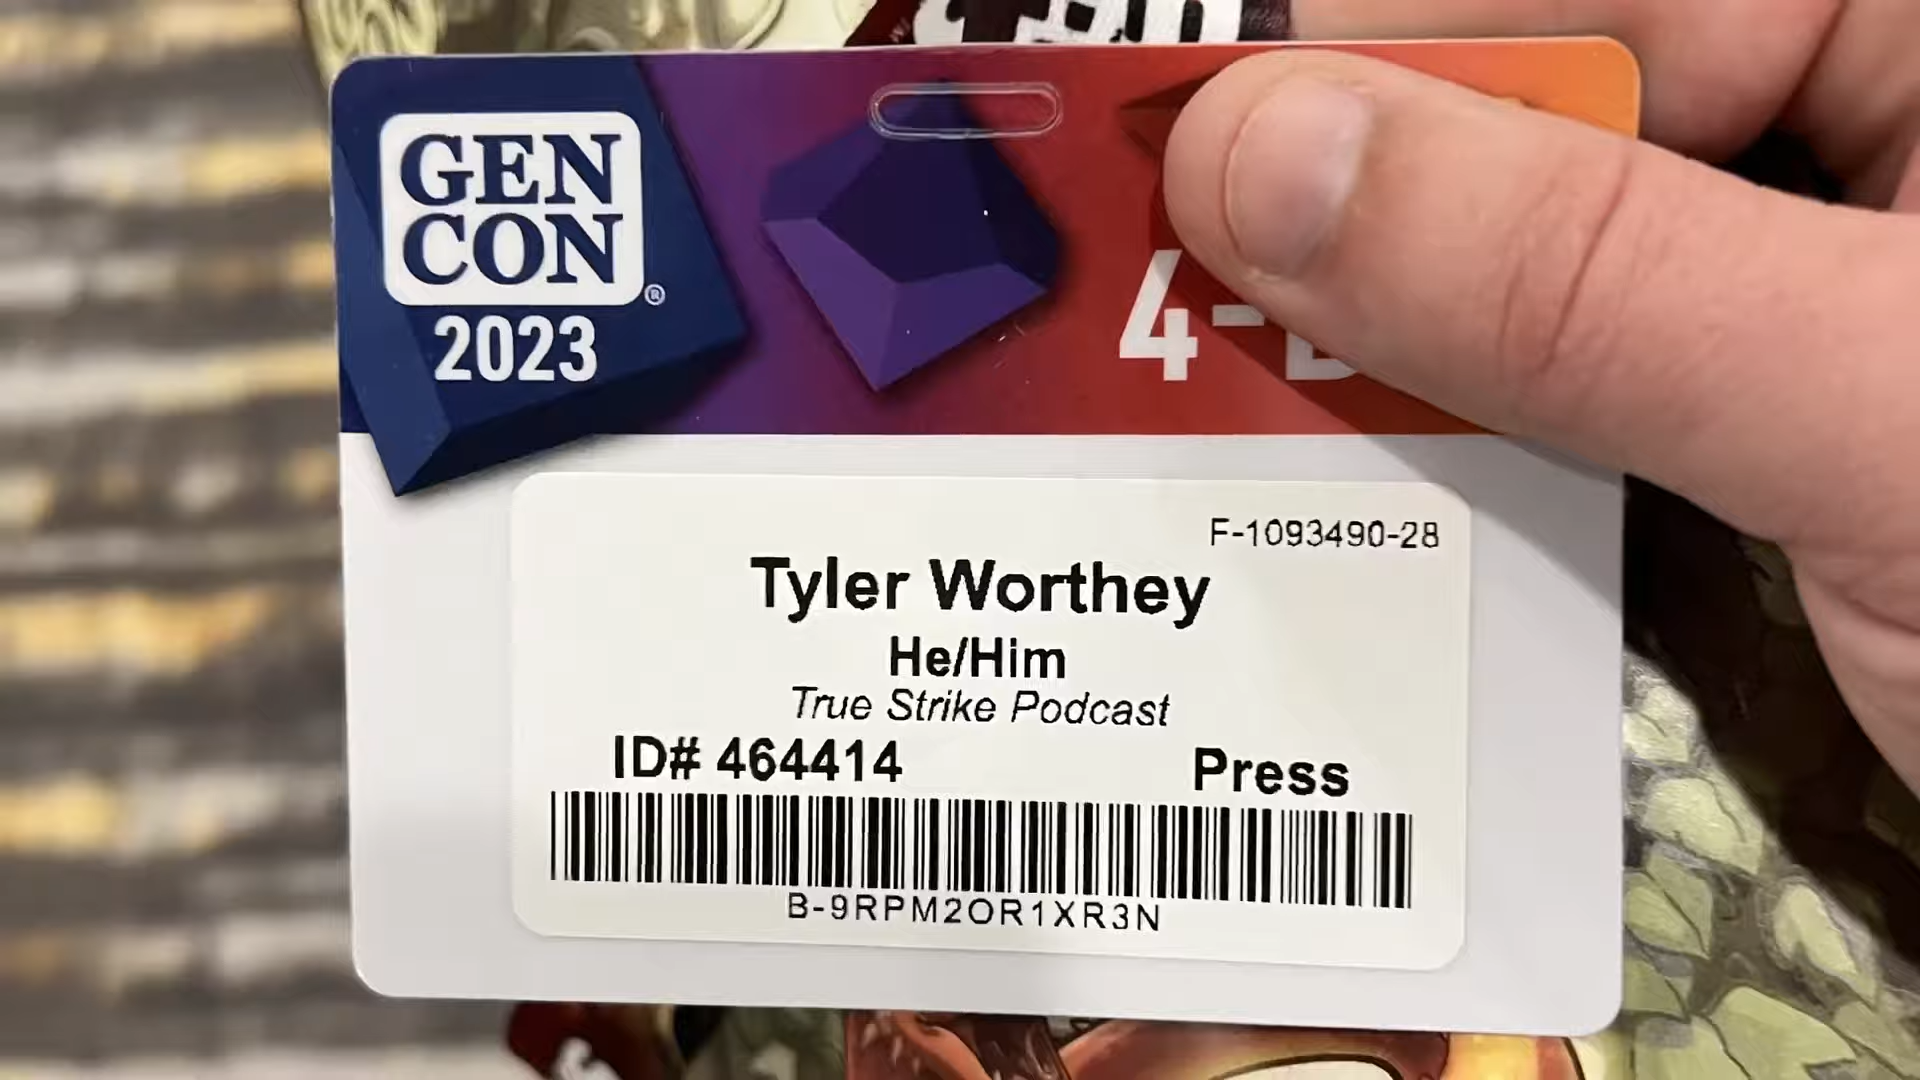 GEN
CON®
2023
4-
F-1093490-28
Tyler Worthey
He/Him
True Strike Podcast
ID# 464414
Press
B-9RPM2OR1XR3N